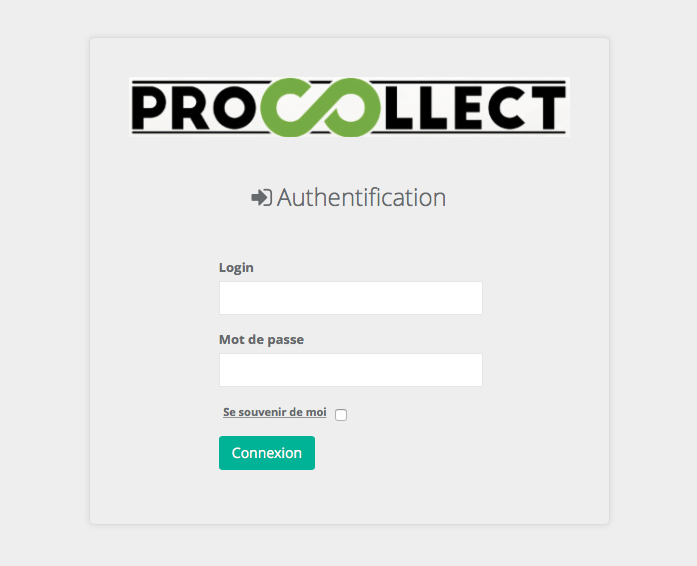 PROCOLLECT
Authentification
Login
Mot de passe
Se souvenir de moi
Connexion